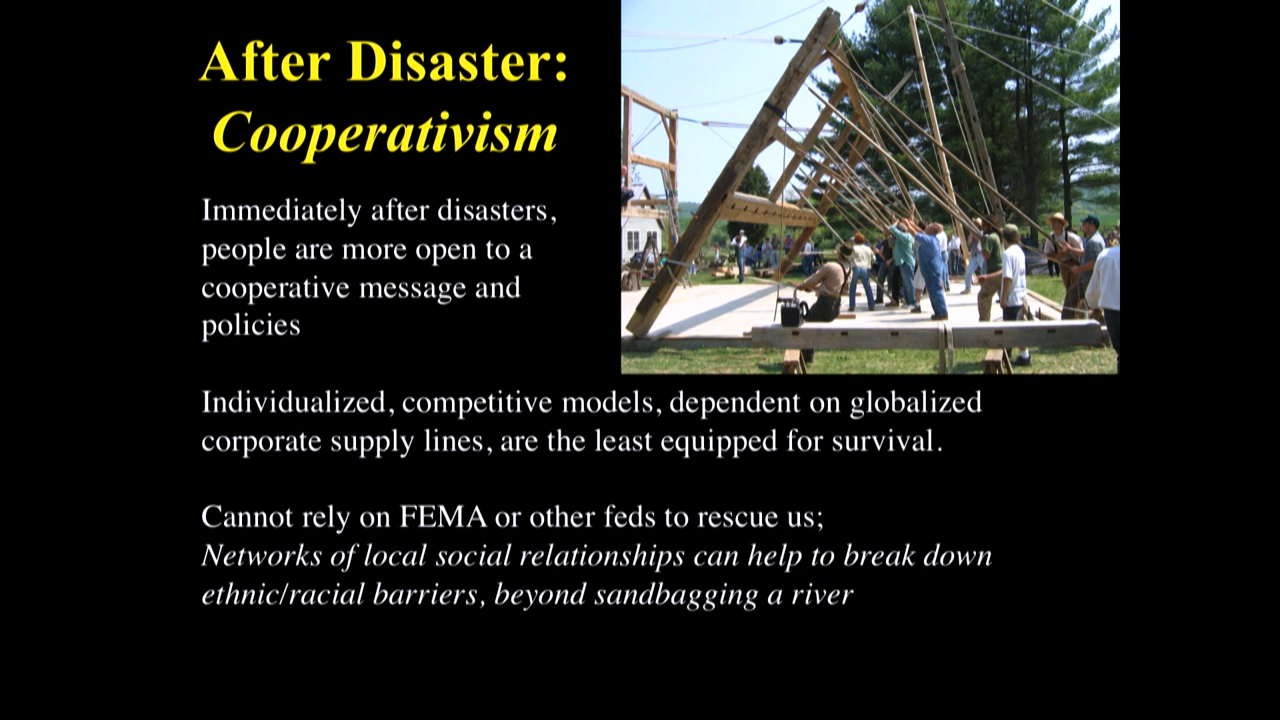 After Disaster:
Cooperativism
Immediately after disasters,
people are more open to a
cooperative message and
policies
Individualized, competitive models, dependent on globalized
corporate supply lines, are the least equipped for survival.
Cannot rely on FEMA or other feds to rescue us;
Networks of local social relationships can help to break down
ethnic/racial barriers, beyond sandbagging a river